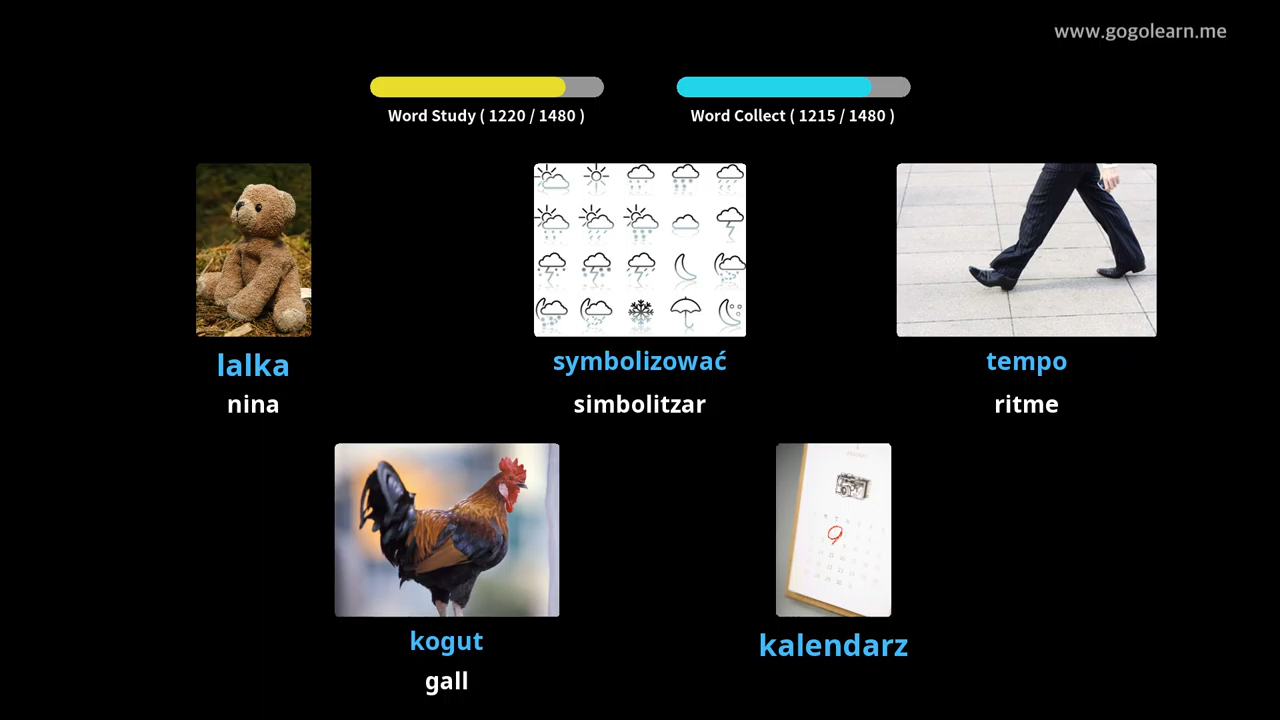 www.gogolearn.me
Word Study ( 1220 / 1480 )
Word Collect ( 1215 / 1480 )
lalka
nina
symbolizować
simbolitzar
tempo
ritme
kogut
gall
kalendarz